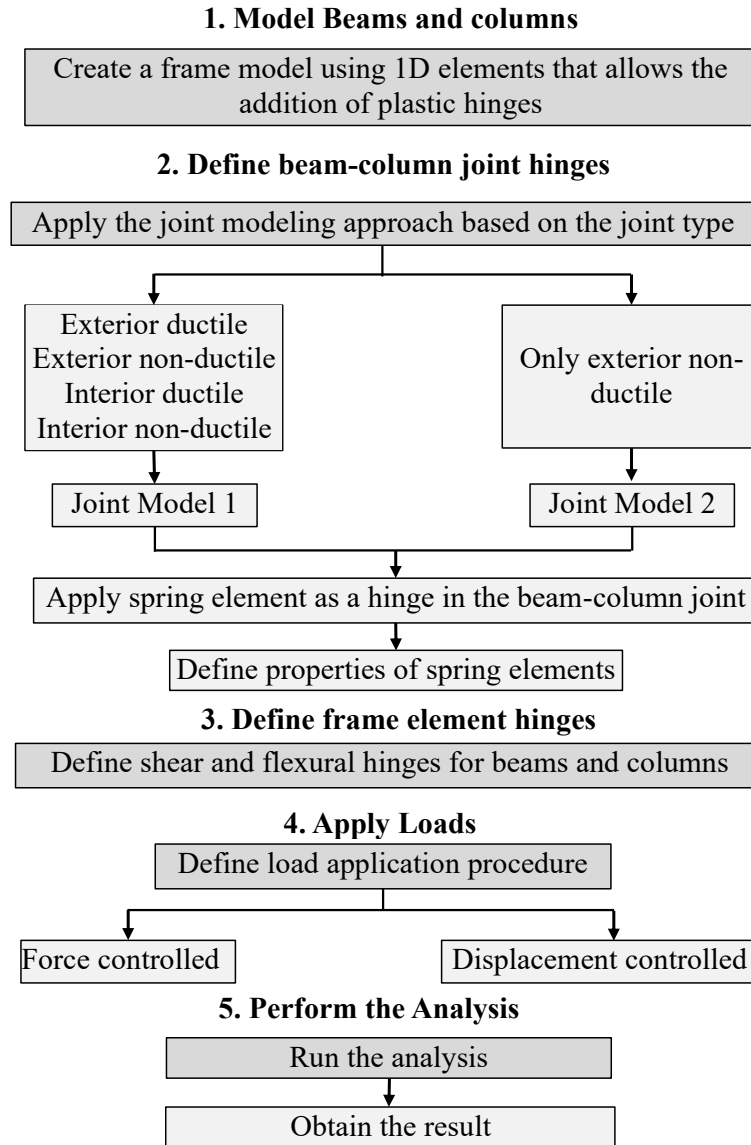 1. Model Beams and columns
Create a frame model using 1D elements that allows the
addition of plastic hinges
2. Define beam-column joint hinges
Apply the joint modeling approach based on the joint type
Exterior ductile
Exterior non-ductile
Interior ductile
Interior non-ductile
Only exterior non-
ductile
Joint Model 1
Joint Model 2
Apply spring element as a hinge in the beam-column joint
Define properties of spring elements
3. Define frame element hinges
Define shear and flexural hinges for beams and columns
4. Apply Loads
Define load application procedure
Force controlled
Displacement controlled
5. Perform the Analysis
Run the analysis
Obtain the result